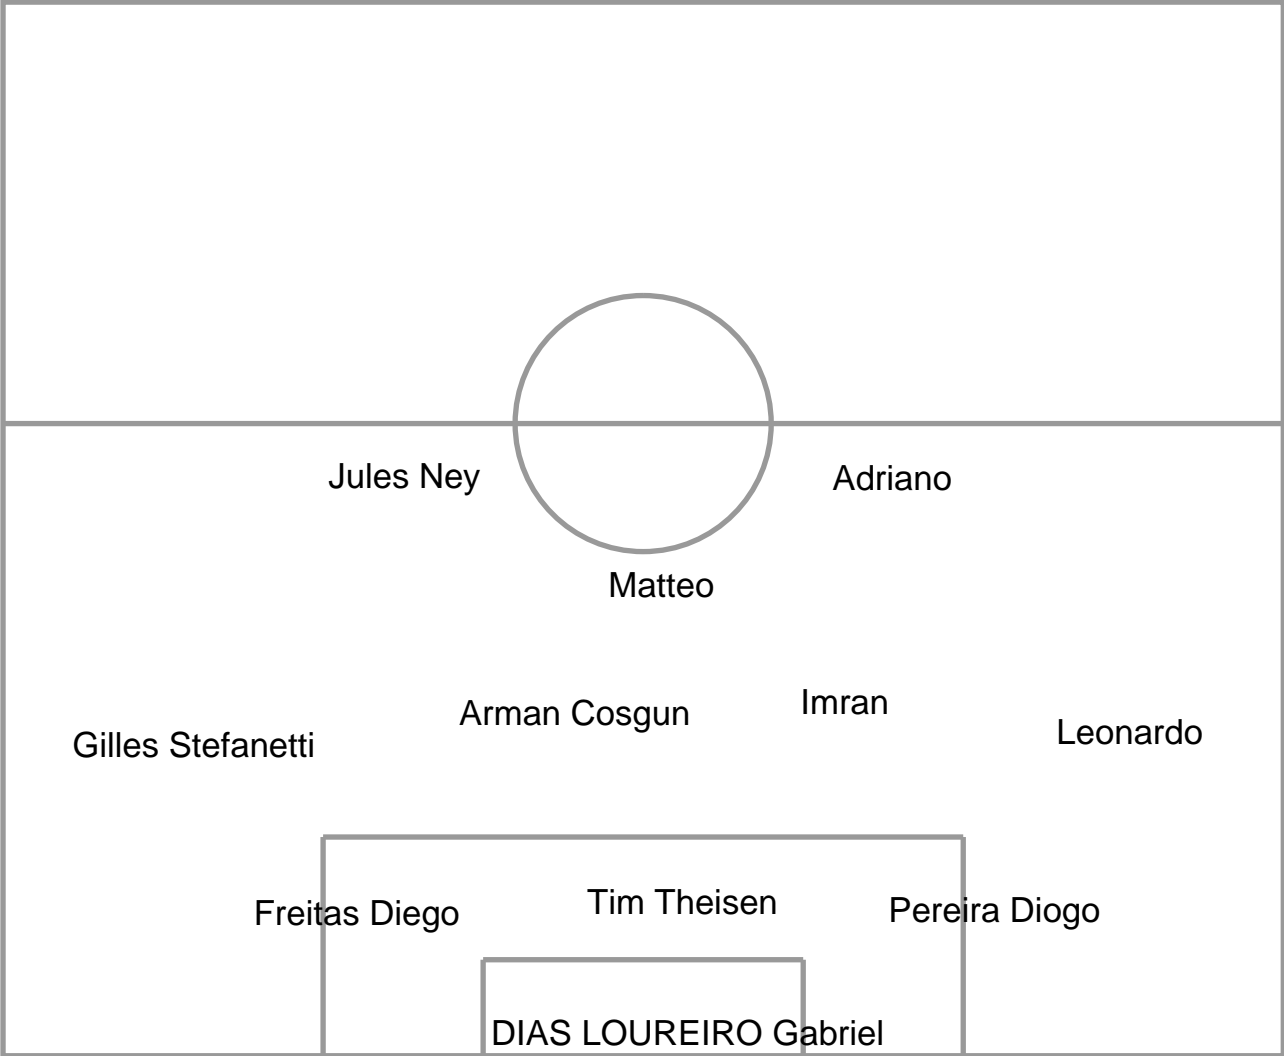 Jules Ney
Adriano
Matteo
Arman Cosgun
Imran
Gilles Stefanetti
Leonardo
Freitas Diego
Tim Theisen
Pereira Diogo
DIAS LOUREIRO Gabriel